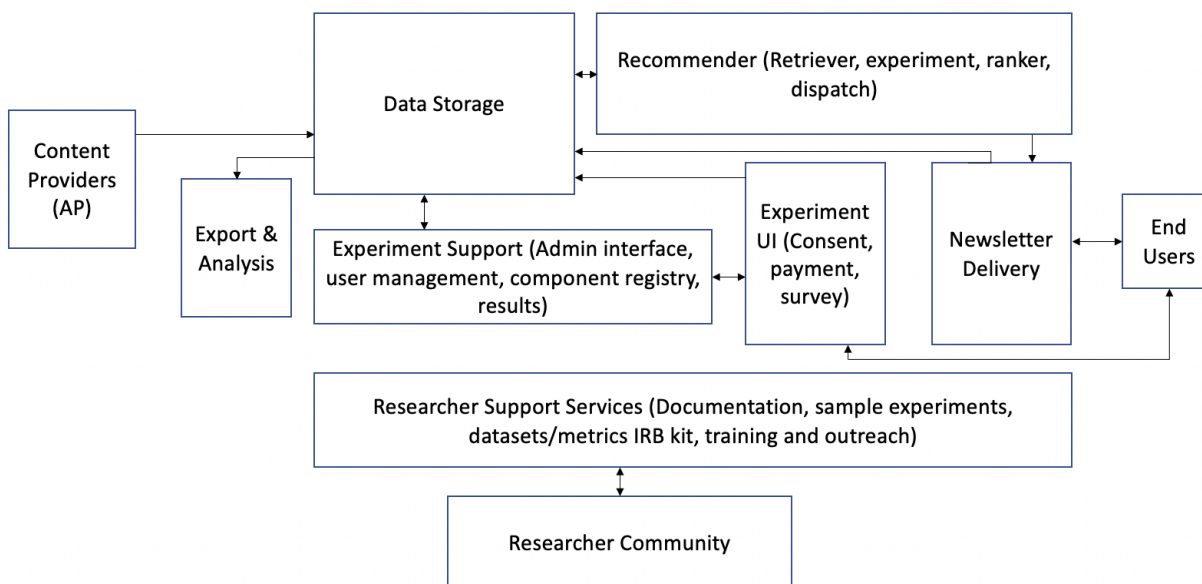 Data Storage
Recommender (Retriever, experiment, ranker,
dispatch)
Content
Providers
(AP)
Export &
Analysis
Experiment Support (Admin interface,
user management, component registry,
results)
Experiment
UI (Consent,
payment,
survey)
Newsletter
Delivery
End
Users
Researcher Support Services (Documentation, sample experiments,
datasets/metrics IRB kit, training and outreach)
Researcher Community